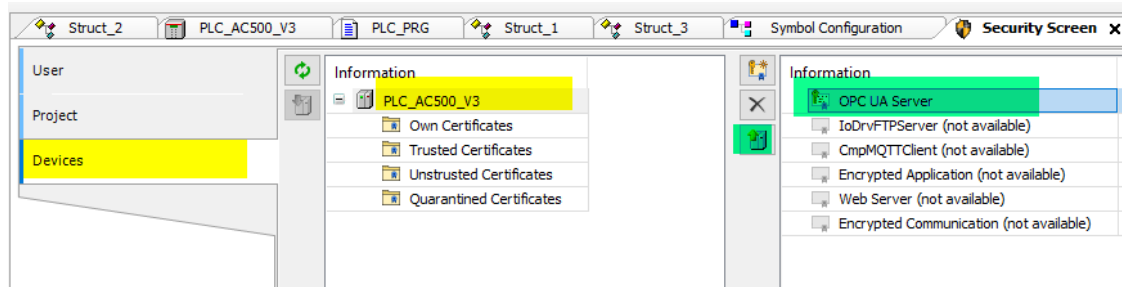 Struct_2 PLC_AC500_V3 PLC_PRG Struct_1 Struct_3 Symbol Configuration Security Screen X
User
Project
Devices
Information
PLC_AC500_V3
Own Certificates
Trusted Certificates
Unstrusted Certificates
Quarantined Certificates
Information
OPC UA Server
IoDrvFTPServer (not available)
CmpMQTTClient (not available)
Encrypted Application (not available)
Web Server (not available)
Encrypted Communication (not available)